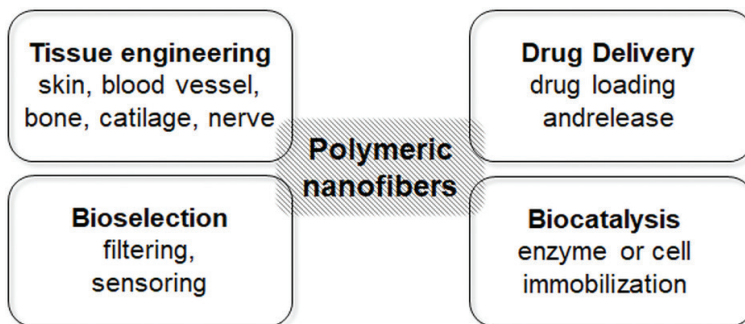 Tissue engineering
skin, blood vessel,
bone, catilage, nerve
Drug Delivery
drug loading
andrelease
Polymeric
nanofibers
Bioselection
filtering,
sensoring
Biocatalysis
enzyme or cell
immobilization